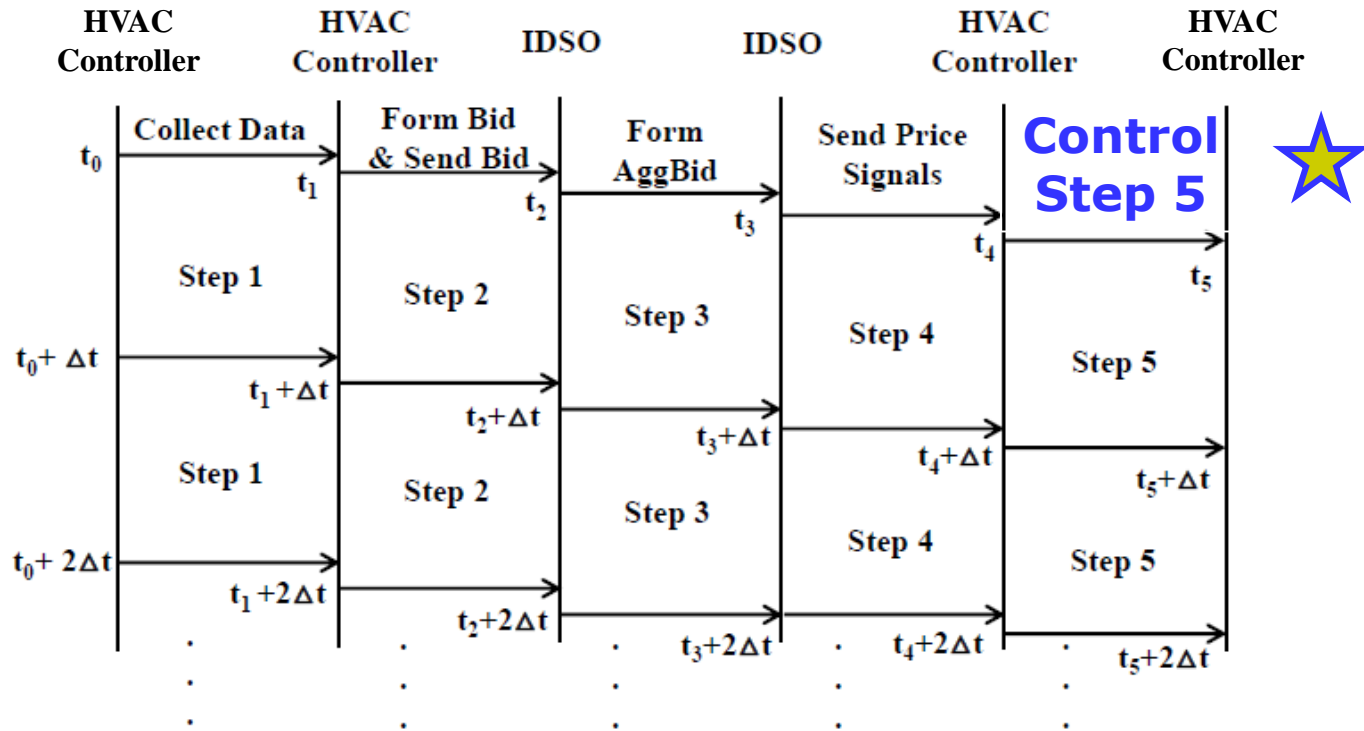 HVAC
Controller
HVAC
Controller
IDSO
IDSO
HVAC
Controller
HVAC
Controller
Collect Data
Form Bid
& Send Bid
Form
AggBid
Send Price
Signals
Control
Step 5
t₀
t₁
t₂
t₃
t₄
t₅
Step 1
Step 2
Step 3
Step 4
Step 5
t₀+ Δt
t₁+Δt
t₂+Δt
t₃+Δt
t₄+Δt
t₅+Δt
Step 1
Step 2
Step 3
Step 4
Step 5
t₀+ 2Δt
t₁+2Δt
t₂+2Δt
t₃+2Δt
t₄+2Δt
t₅+2Δt